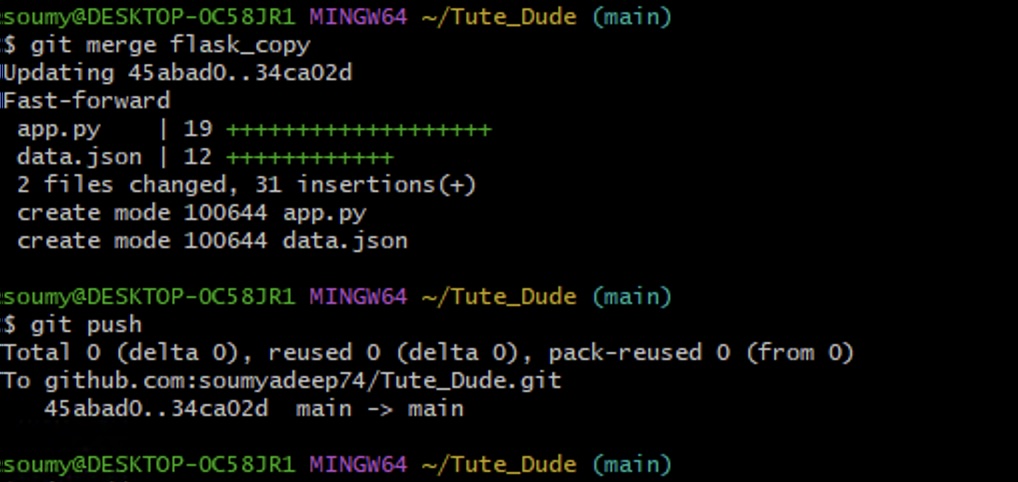 soumy@DESKTOP-OC58JR1 MINGW64 ~/Tute_Dude (main)
$ git merge flask_copy
Updating 45abad0..34ca02d
Fast-forward
 app.py    | 19 +++++++++++++++++++
 data.json | 12 ++++++++++++
 2 files changed, 31 insertions(+)
 create mode 100644 app.py
 create mode 100644 data.json
soumy@DESKTOP-OC58JR1 MINGW64 ~/Tute_Dude (main)
$ git push
Total 0 (delta 0), reused 0 (delta 0), pack-reused 0 (from 0)
To github.com:soumyadeep74/Tute_Dude.git
   45abad0..34ca02d  main -> main
soumy@DESKTOP-OC58JR1 MINGW64 ~/Tute_Dude (main)